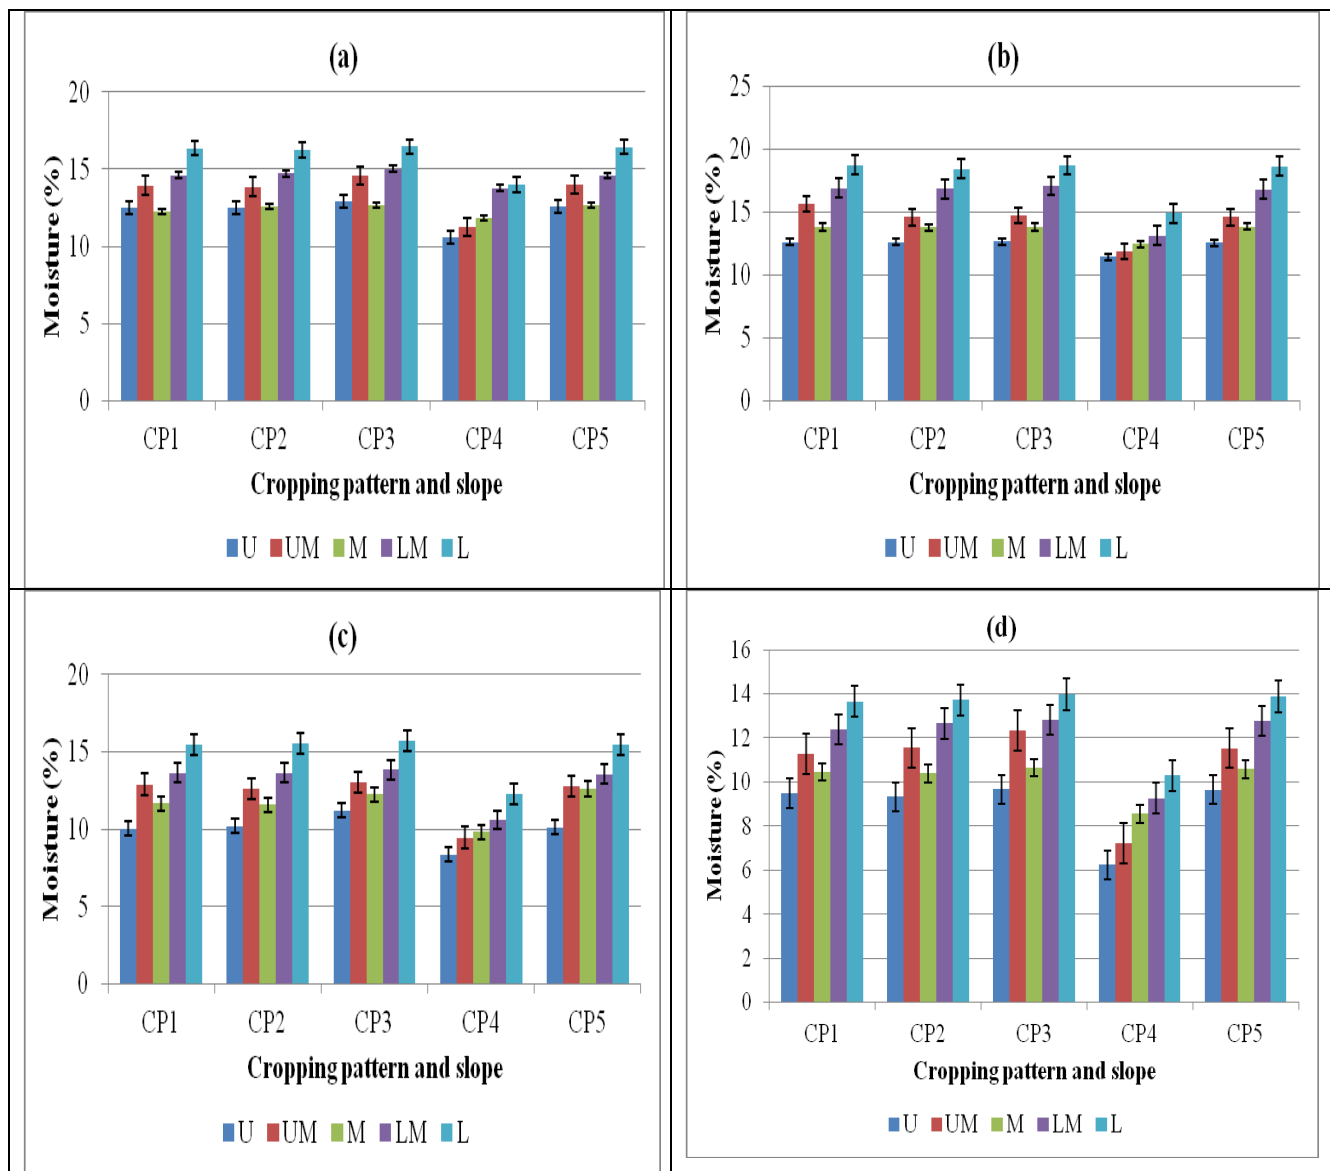 (a)
20
15
10
5
0
Moisture (%)
CP1 CP2 CP3 CP4 CP5
Cropping pattern and slope
U UM M LM L
(b)
25
20
15
10
5
0
Moisture (%)
CP1 CP2 CP3 CP4 CP5
Cropping pattern and slope
U UM M LM L
(c)
20
15
10
5
0
Moisture (%)
CP1 CP2 CP3 CP4 CP5
Cropping pattern and slope
U UM M LM L
(d)
16
14
12
10
8
6
4
2
0
Moisture (%)
CP1 CP2 CP3 CP4 CP5
Cropping pattern and slope
U UM M LM L